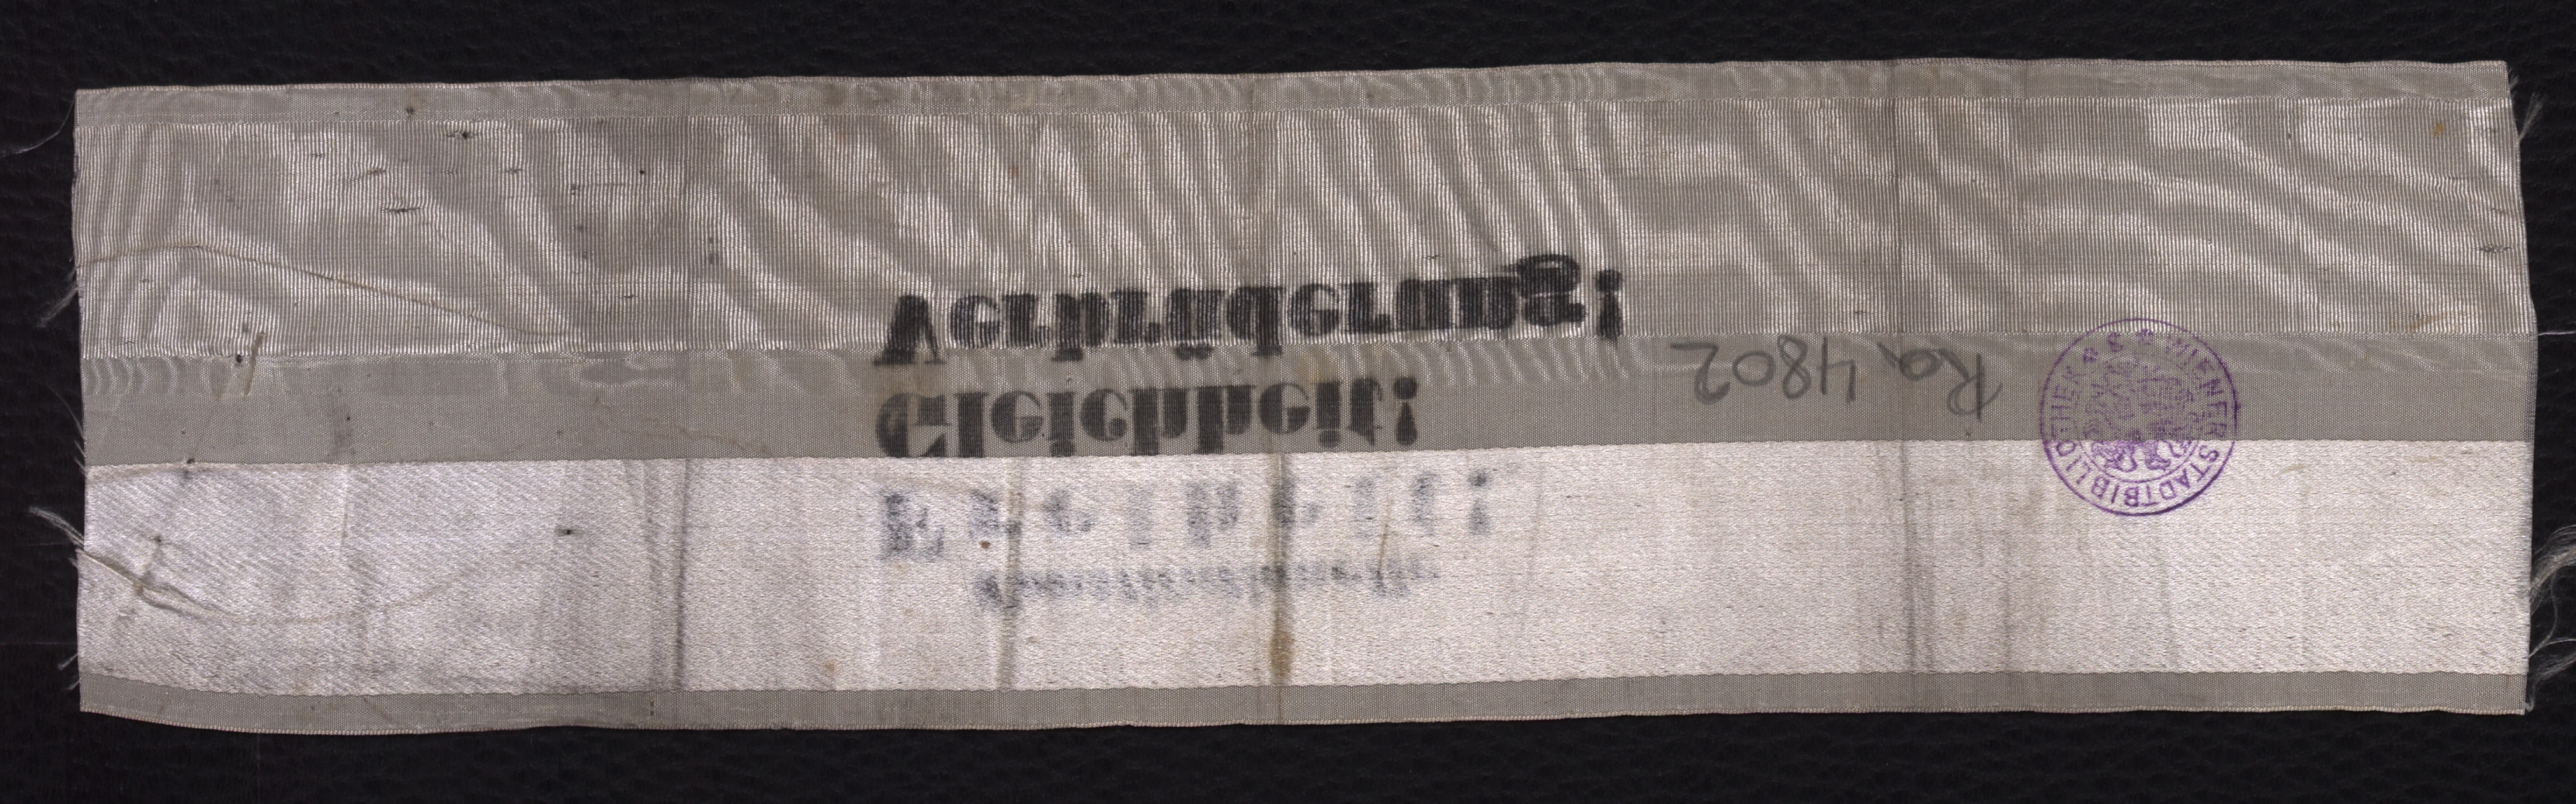 Freiheit!
Gleichheit!
Verbrüderung!
Ra 4802
WIENER STADTBIBLIOTHEK * S *